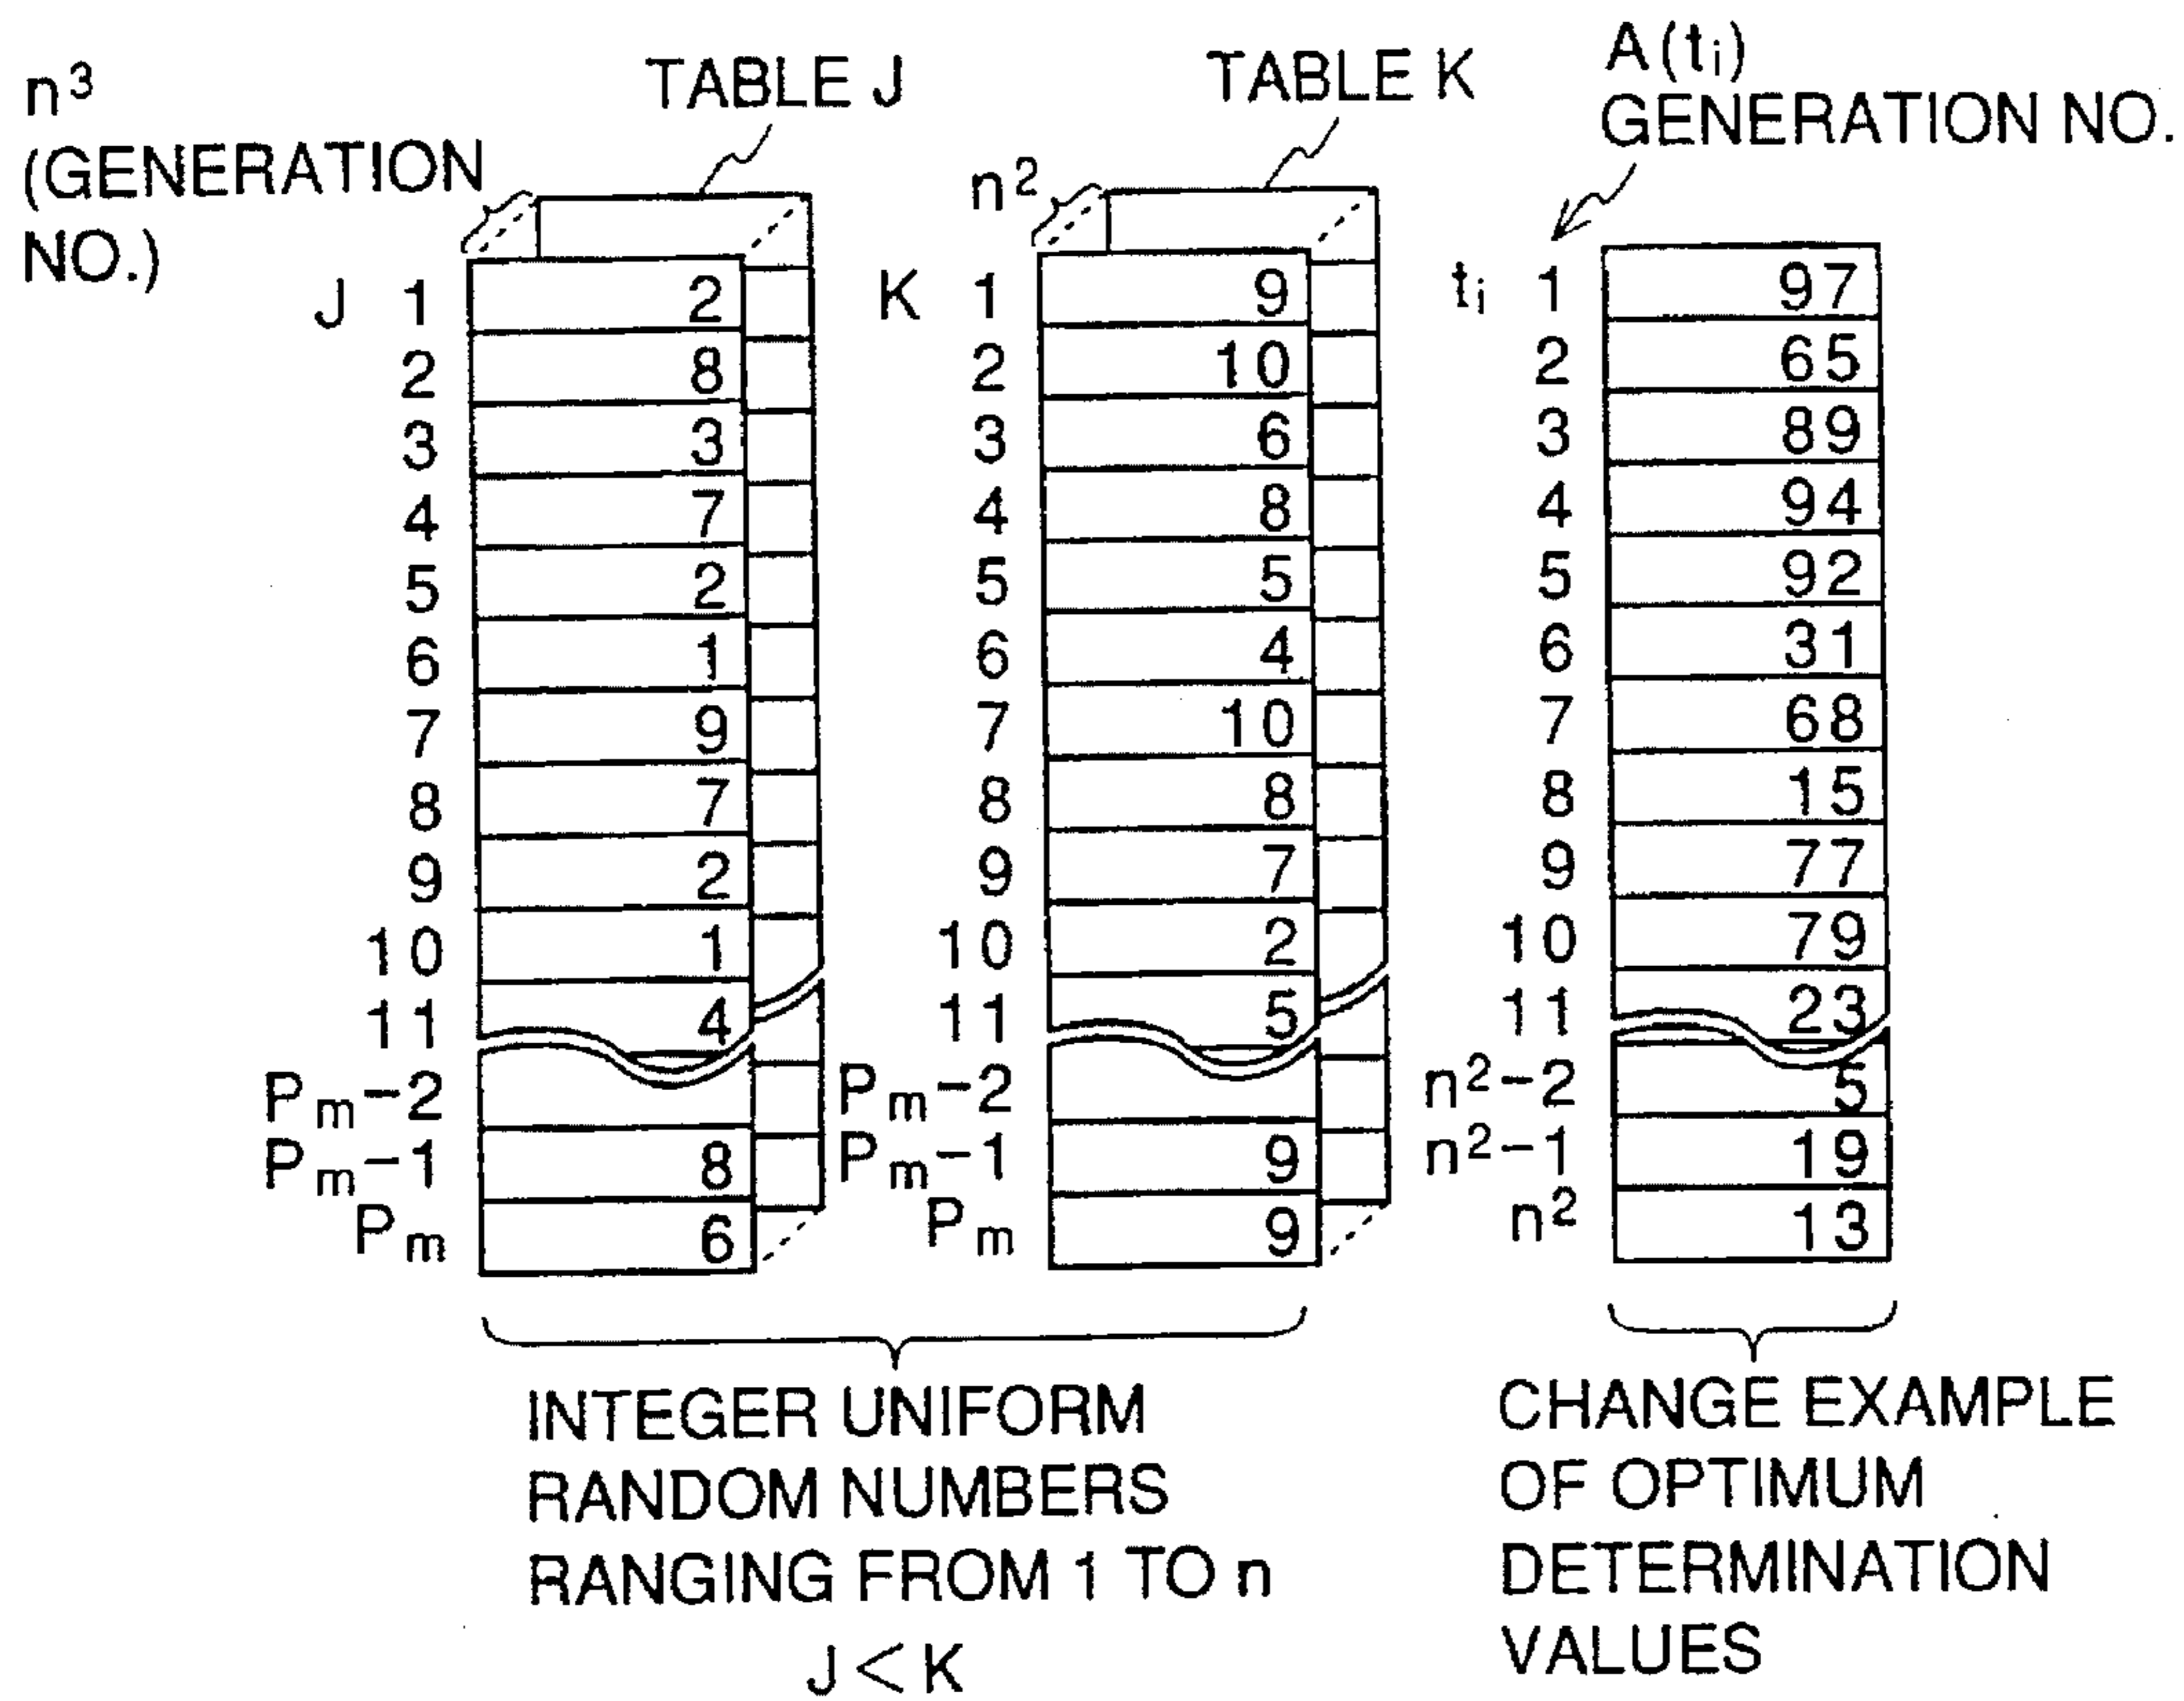 n³
(GENERATION
NO.)
TABLE J
TABLE K
n²
A(ti)
GENERATION NO.
J 1 2 K 1 9 ti 1 97
2 8 2 10 2 65
3 3 3 6 3 89
4 7 4 8 4 94
5 2 5 5 5 92
6 1 6 4 6 31
7 9 7 10 7 68
8 7 8 8 8 15
9 2 9 7 9 77
10 1 10 2 10 79
11 4 11 5 11 23
Pm-2 Pm-2 n²-2 5
Pm-1 8 Pm-1 9 n²-1 19
Pm 6 Pm 9 n² 13
INTEGER UNIFORM
RANDOM NUMBERS
RANGING FROM 1 TO n
J<K
CHANGE EXAMPLE
OF OPTIMUM
DETERMINATION
VALUES